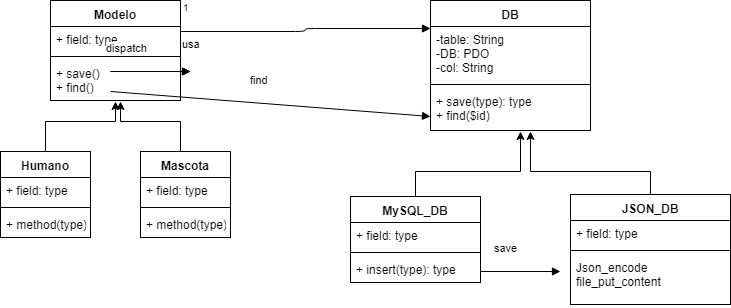 Modelo
+ field: type
+ save()
+ find()
dispatch
1
usa
find
DB
-table: String
-DB: PDO
-col: String
+ save(type): type
+ find($id)
Humano
+ field: type
+ method(type)
Mascota
+ field: type
+ method(type)
MySQL_DB
+ field: type
+ insert(type): type
save
JSON_DB
+ field: type
Json_encode
file_put_content